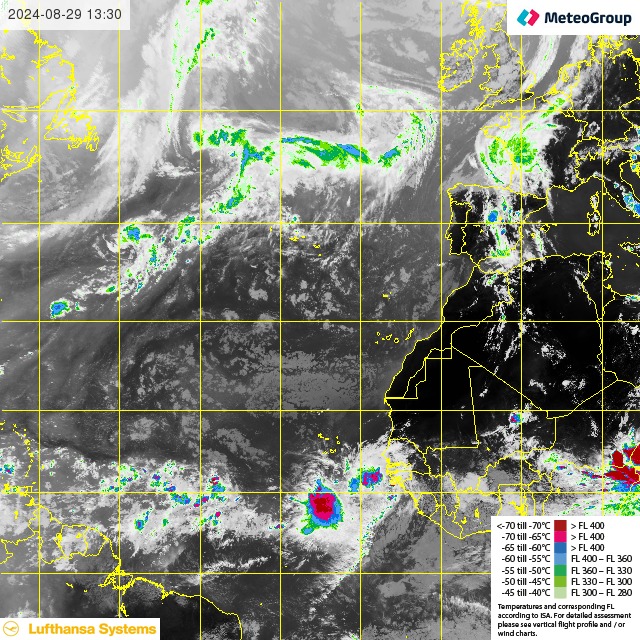 2024-08-29 13:30
MeteoGroup
<-70 till -70°C > FL 400
-70 till -65°C > FL 400
-65 till -60°C > FL 400
-60 till -55°C FL 400 – FL 360
-55 till -50°C FL 360 – FL 330
-50 till -45°C FL 330 – FL 300
-45 till -40°C FL 300 – FL 280
Temperatures and corresponding FL
according to ISA. For detailed assessment
please see vertical flight profile and / or
wind charts.
Lufthansa Systems